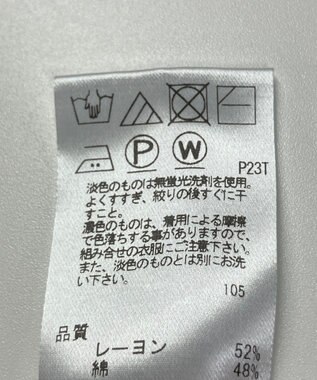 P W P23T
淡色のものは無蛍光洗剤を使用。
よくすすぎ、絞りの後すぐに干
すこと。
濃色のものは、着用による摩擦
で色落ちする事がありますので、
組み合せの衣服にご注意下さい。
また、淡色のものとは別にお洗
い下さい。
105
品質
レーヨン 52%
綿 48%